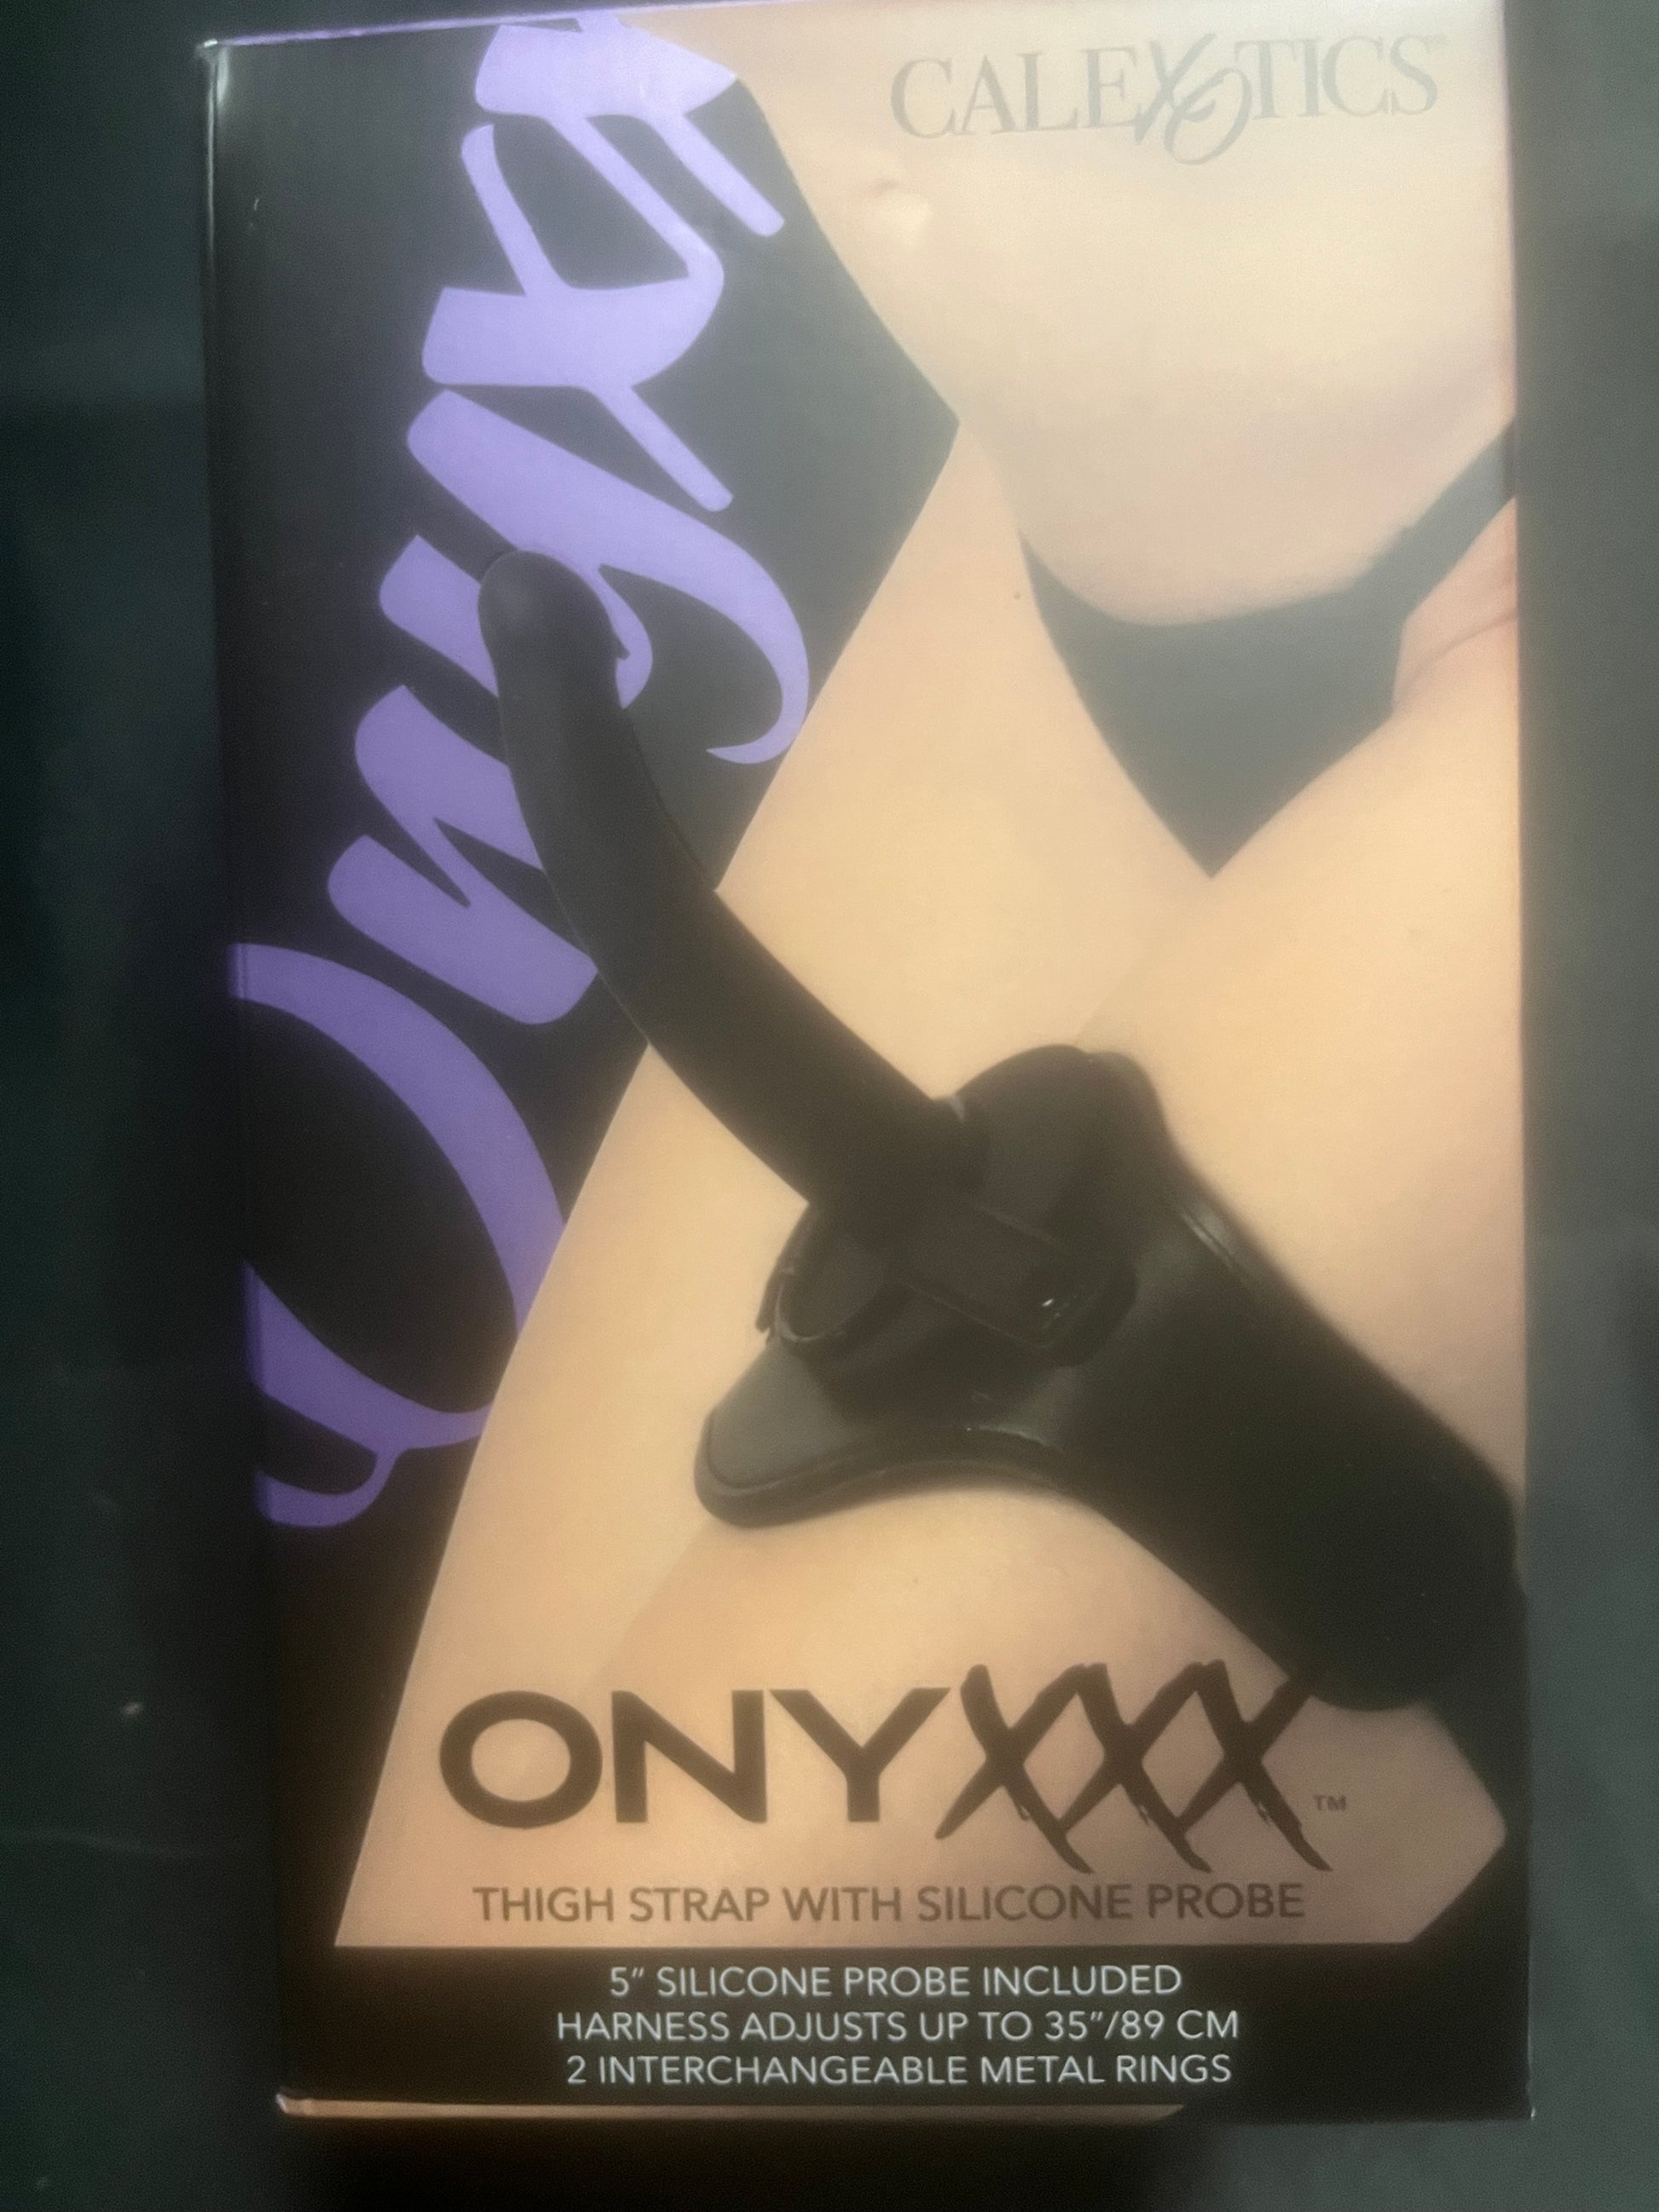 CALEXOTICS
Onyx
ONYXXX™
THIGH STRAP WITH SILICONE PROBE
5" SILICONE PROBE INCLUDED
HARNESS ADJUSTS UP TO 35"/89 CM
2 INTERCHANGEABLE METAL RINGS